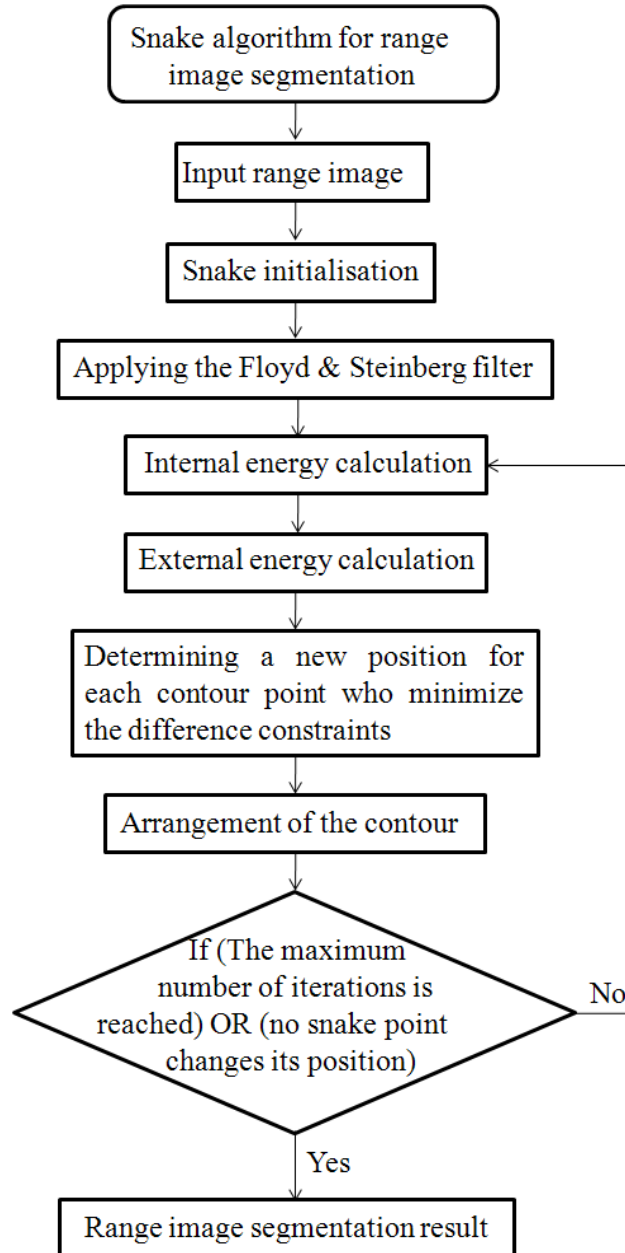 Snake algorithm for range
image segmentation
Input range image
Snake initialisation
Applying the Floyd & Steinberg filter
Internal energy calculation
External energy calculation
Determining a new position for
each contour point who minimize
the difference constraints
Arrangement of the contour
If (The maximum
number of iterations is
reached) OR (no snake point
changes its position)
No
Yes
Range image segmentation result